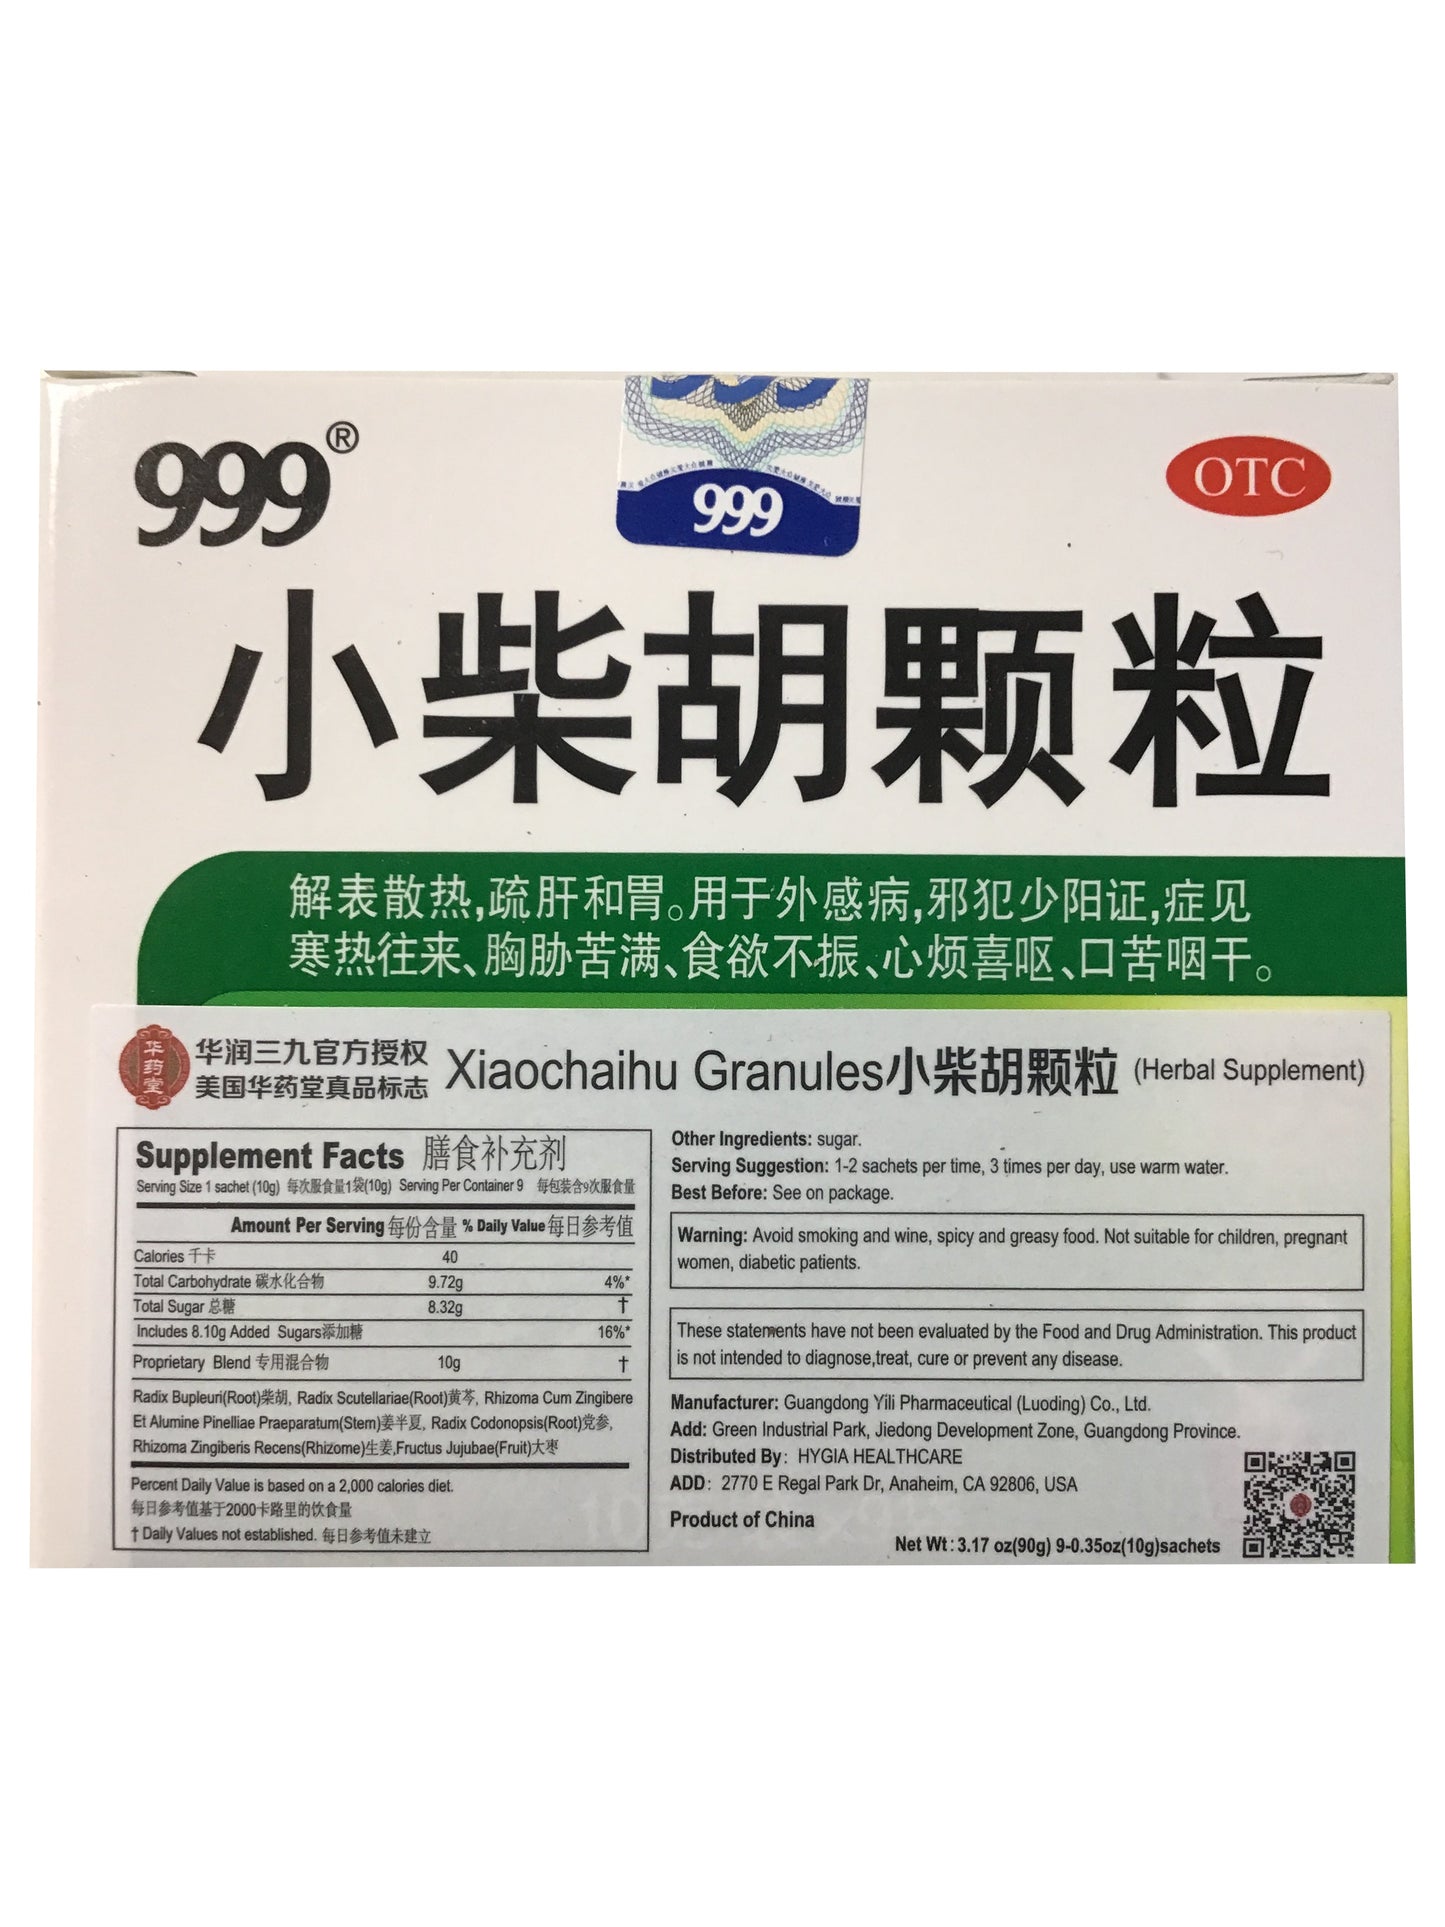 999®
999
OTC
小柴胡颗粒
解表散热,疏肝和胃。用于外感病,邪犯少阳证,症见
寒热往来、胸胁苦满、食欲不振、心烦喜呕、口苦咽干。
华药堂
华润三九官方授权
美国华药堂真品标志
Xiaochaihu Granules小柴胡颗粒 (Herbal Supplement)
Supplement Facts 膳食补充剂
Serving Size 1 sachet (10g) 每次服食量1袋(10g) Serving Per Container 9 每包装含9次服食量
Amount Per Serving 每份含量 % Daily Value 每日参考值
Calories 千卡 40
Total Carbohydrate 碳水化合物 9.72g 4%*
Total Sugar 总糖 8.32g †
Includes 8.10g Added Sugars添加糖 16%*
Proprietary Blend 专用混合物 10g †
Radix Bupleuri(Root)柴胡, Radix Scutellariae(Root)黄芩, Rhizoma Cum Zingibere
Et Alumine Pinelliae Praeparatum(Stem)姜半夏, Radix Codonopsis(Root)党参,
Rhizoma Zingiberis Recens(Rhizome)生姜,Fructus Jujubae(Fruit)大枣
Percent Daily Value is based on a 2,000 calories diet.
每日参考值基于2000卡路里的饮食量
† Daily Values not established. 每日参考值未建立
Other Ingredients: sugar.
Serving Suggestion: 1-2 sachets per time, 3 times per day, use warm water.
Best Before: See on package.
Warning: Avoid smoking and wine, spicy and greasy food. Not suitable for children, pregnant
women, diabetic patients.
These statements have not been evaluated by the Food and Drug Administration. This product
is not intended to diagnose,treat, cure or prevent any disease.
Manufacturer: Guangdong Yili Pharmaceutical (Luoding) Co., Ltd.
Add: Green Industrial Park, Jiedong Development Zone, Guangdong Province.
Distributed By: HYGIA HEALTHCARE
ADD: 2770 E Regal Park Dr, Anaheim, CA 92806, USA
Product of China
Net Wt: 3.17 oz(90g) 9-0.35oz(10g)sachets